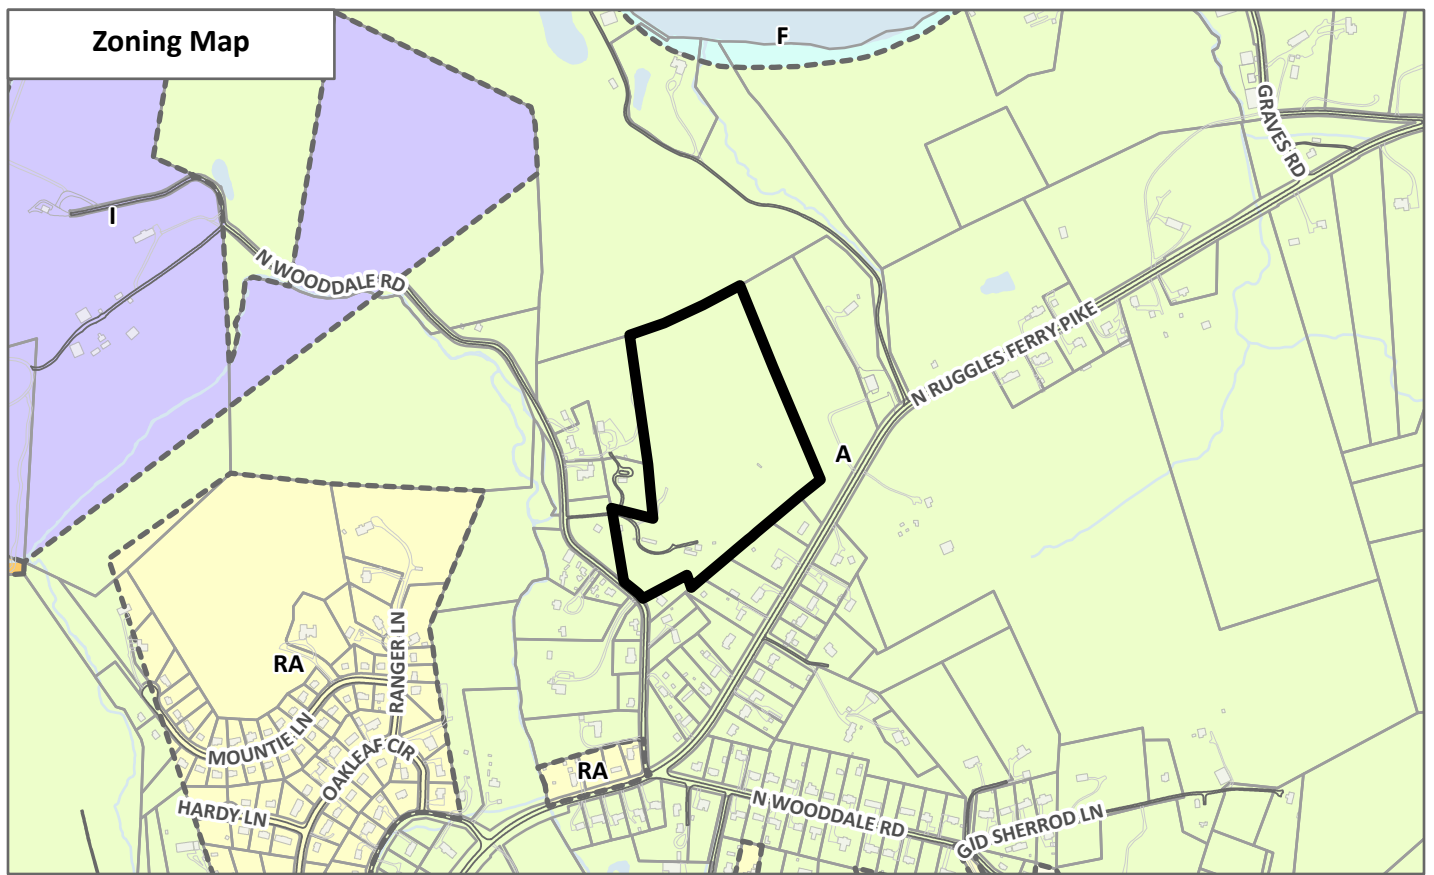 Zoning Map
F
GRAVES RD
I
N WOODDALE RD
N RUGGLES FERRY PIKE
A
RANGER LN
RA
MOUNTIE LN
OAKLEAF CIR
RA
HARDY LN
N WOODDALE RD
GID SHERROD LN